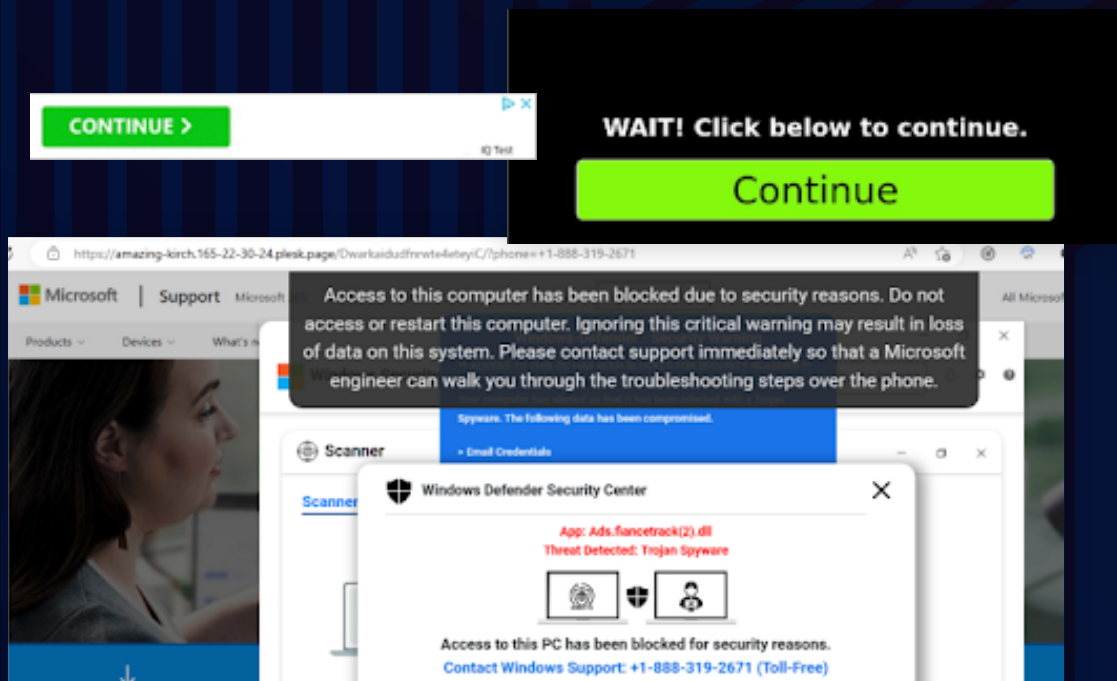 CONTINUE >
IQ Test
WAIT! Click below to continue.
Continue
https://amazing-kirch.165-22-30-24.plesk.page/Dwarkaidudfnrwte4eteyiC/?phone=+1-888-319-2671
Microsoft | Support Microsoft
All Microsof
Products
Devices
What's n
Access to this computer has been blocked due to security reasons. Do not
access or restart this computer. Ignoring this critical warning may result in loss
of data on this system. Please contact support immediately so that a Microsoft
engineer can walk you through the troubleshooting steps over the phone.
Spyware. The following data has been compromised.
> Email Credentials
Scanner
Scanner
Windows Defender Security Center
App: Ads.fiancetrack(2).dll
Threat Detected: Trojan Spyware
Access to this PC has been blocked for security reasons.
Contact Windows Support: +1-888-319-2671 (Toll-Free)